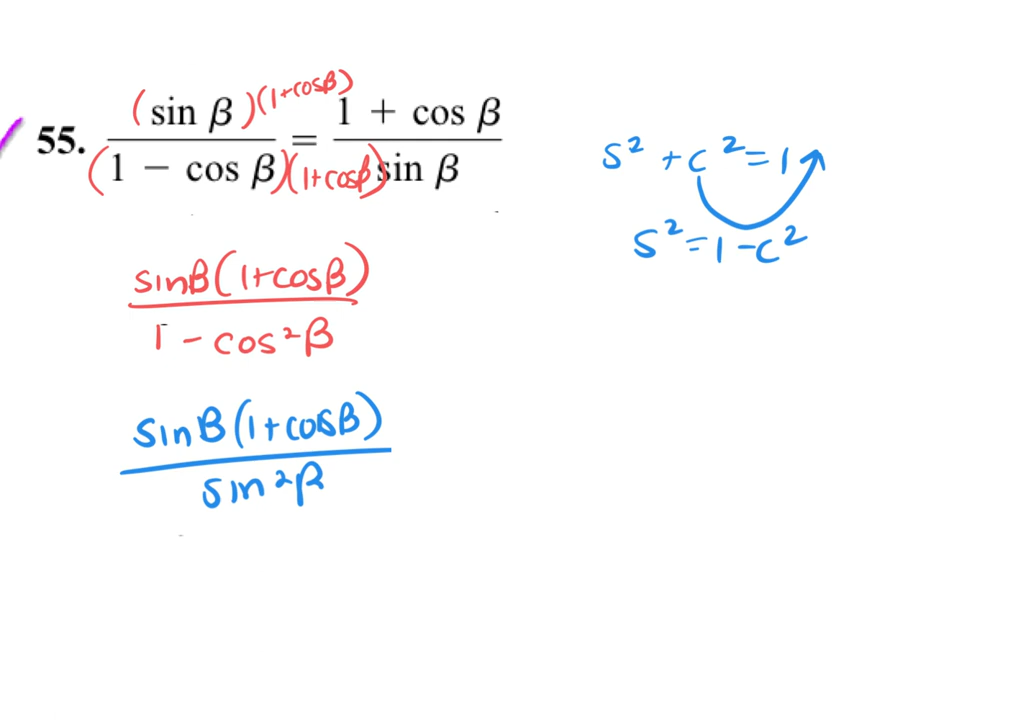 55. (sin β)(1+cosβ) / (1 − cos β)(1+cosβ) = 1 + cos β / sin β
s² + c² = 1
s² = 1 - c²
sinβ(1+cosβ)
1 - cos²β
sinβ(1+cosβ)
sin²β